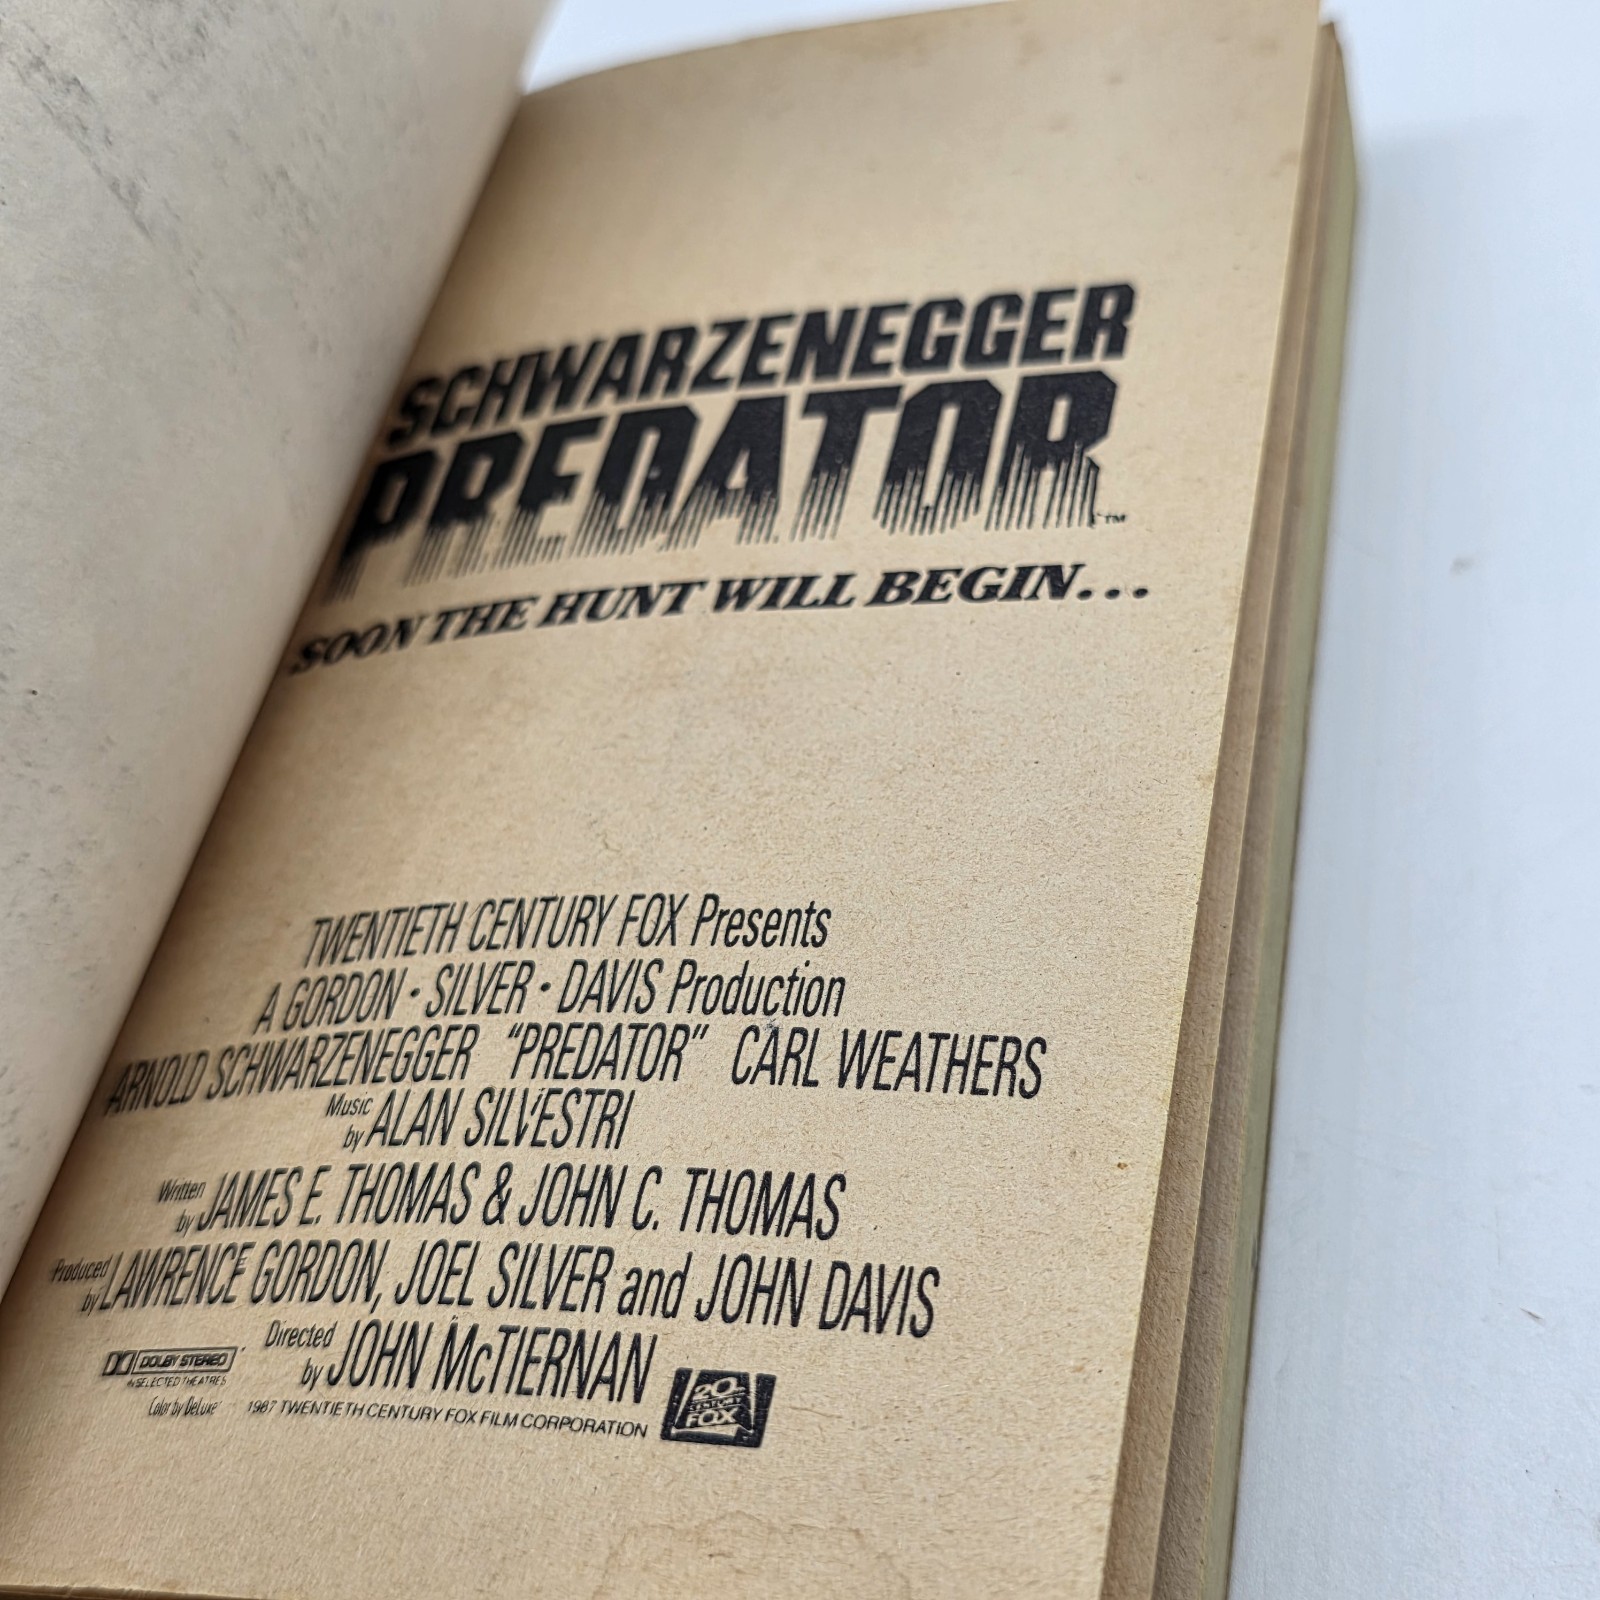 SCHWARZENEGGER
PREDATOR™
SOON THE HUNT WILL BEGIN...
TWENTIETH CENTURY FOX Presents
A GORDON · SILVER · DAVIS Production
ARNOLD SCHWARZENEGGER "PREDATOR" CARL WEATHERS
Music by ALAN SILVESTRI
Written by JAMES E. THOMAS & JOHN C. THOMAS
Produced by LAWRENCE GORDON, JOEL SILVER and JOHN DAVIS
Directed by JOHN McTIERNAN
DOLBY STEREO
IN SELECTED THEATRES
Color by DeLuxe
1987 TWENTIETH CENTURY FOX FILM CORPORATION
20th CENTURY FOX